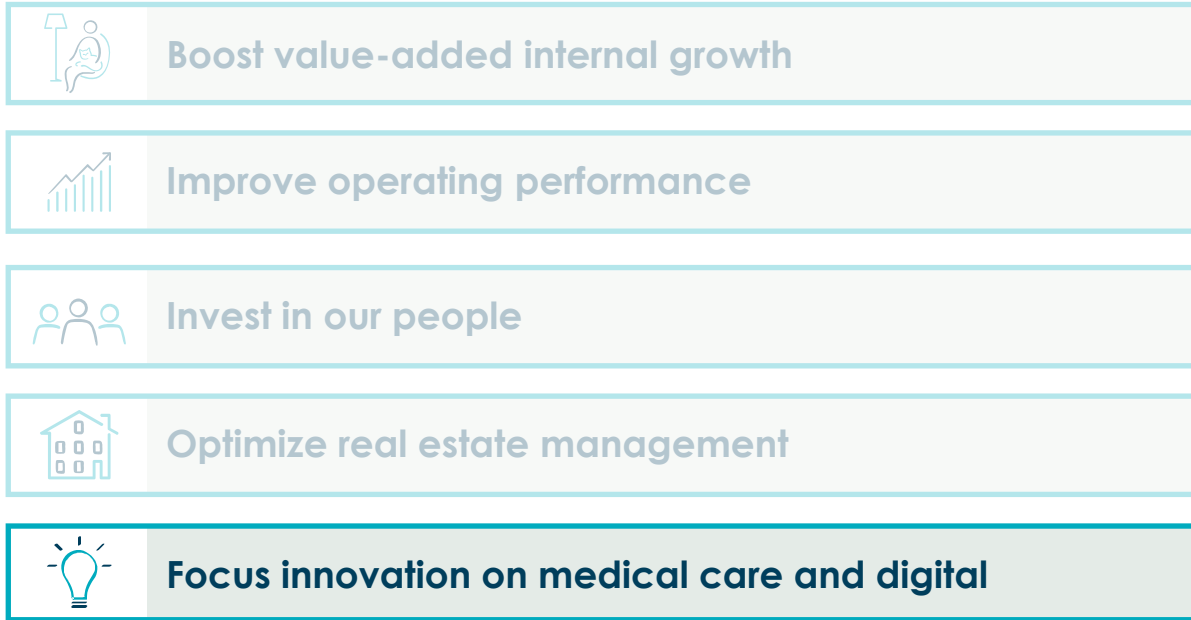 Boost value-added internal growth
Improve operating performance
Invest in our people
Optimize real estate management
Focus innovation on medical care and digital